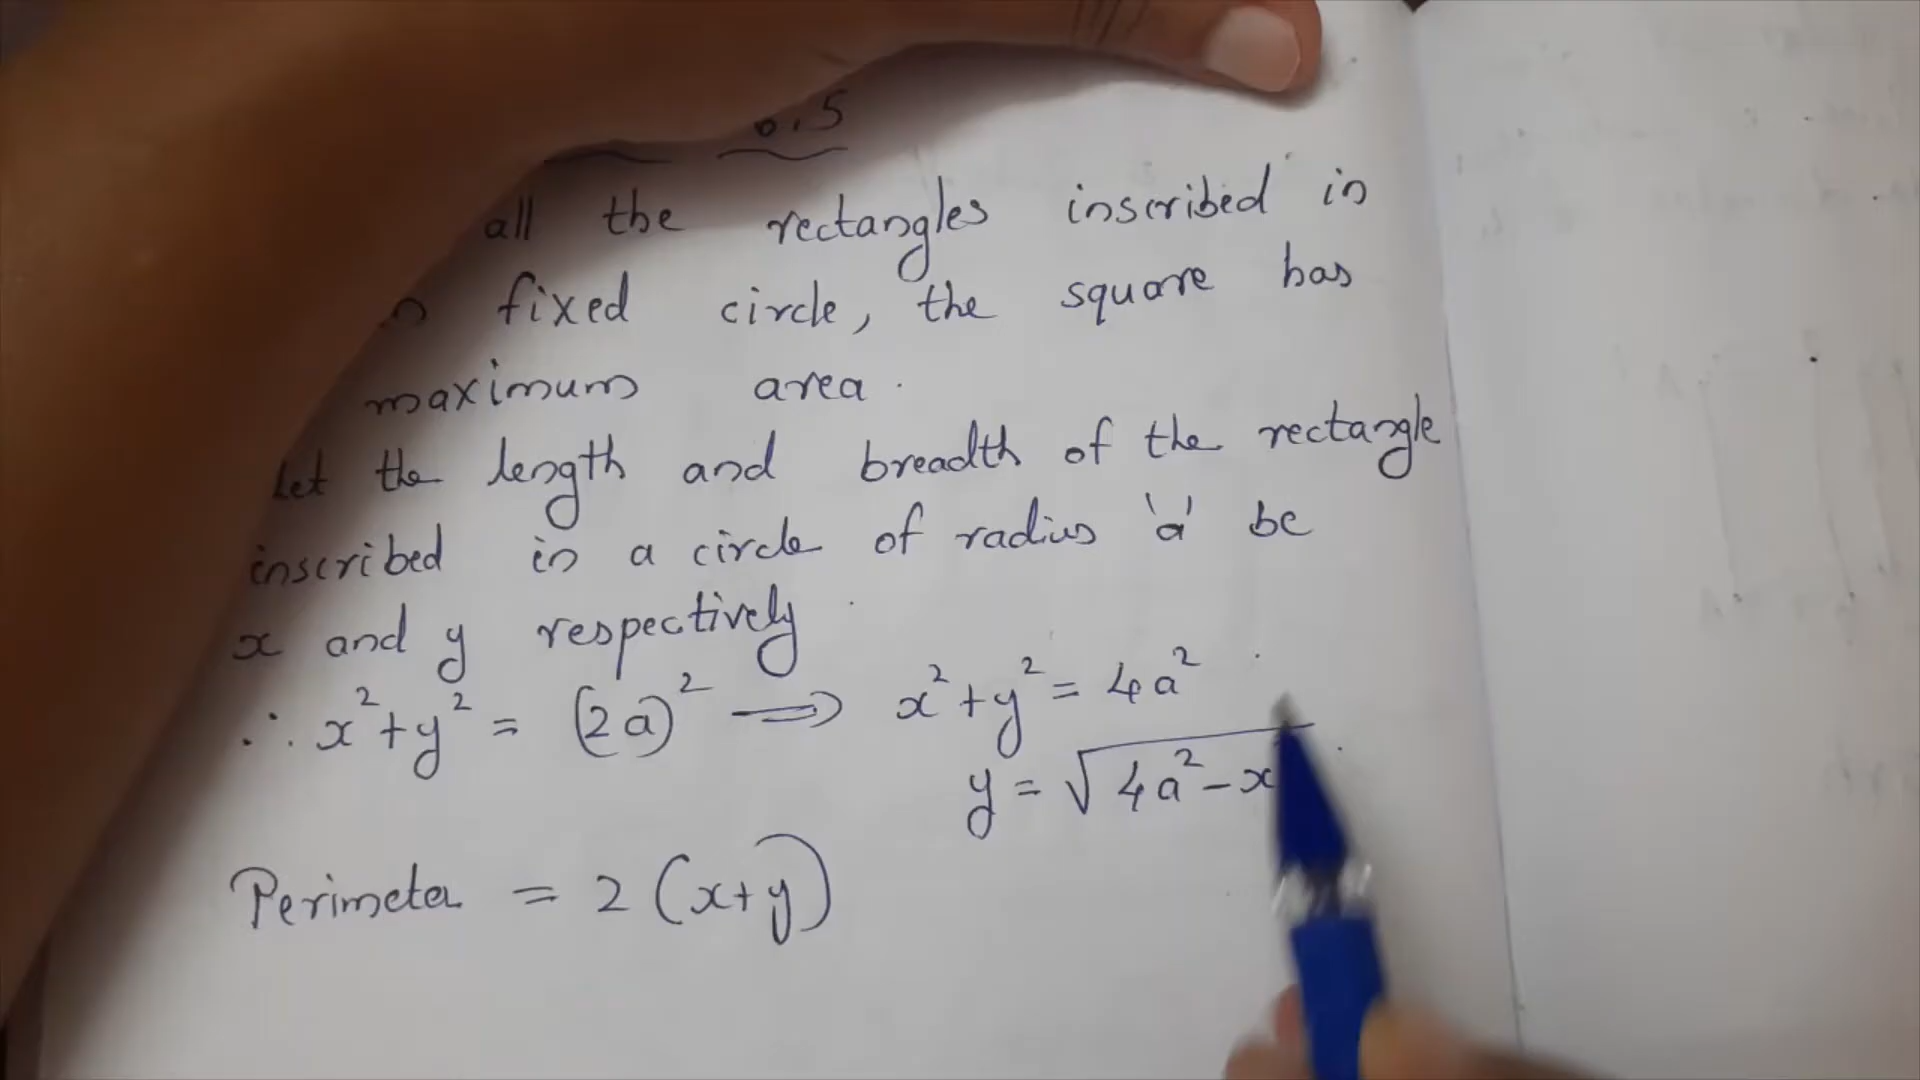 0.5
all the rectangles inscribed in
fixed circle, the square has
maximum area.
Let the length and breadth of the rectangle
inscribed in a circle of radius 'a' be
x and y respectively
∴ x²+y² = (2a)² ⟹ x²+y² = 4a²
y = √4a²-x
Perimeter = 2(x+y)